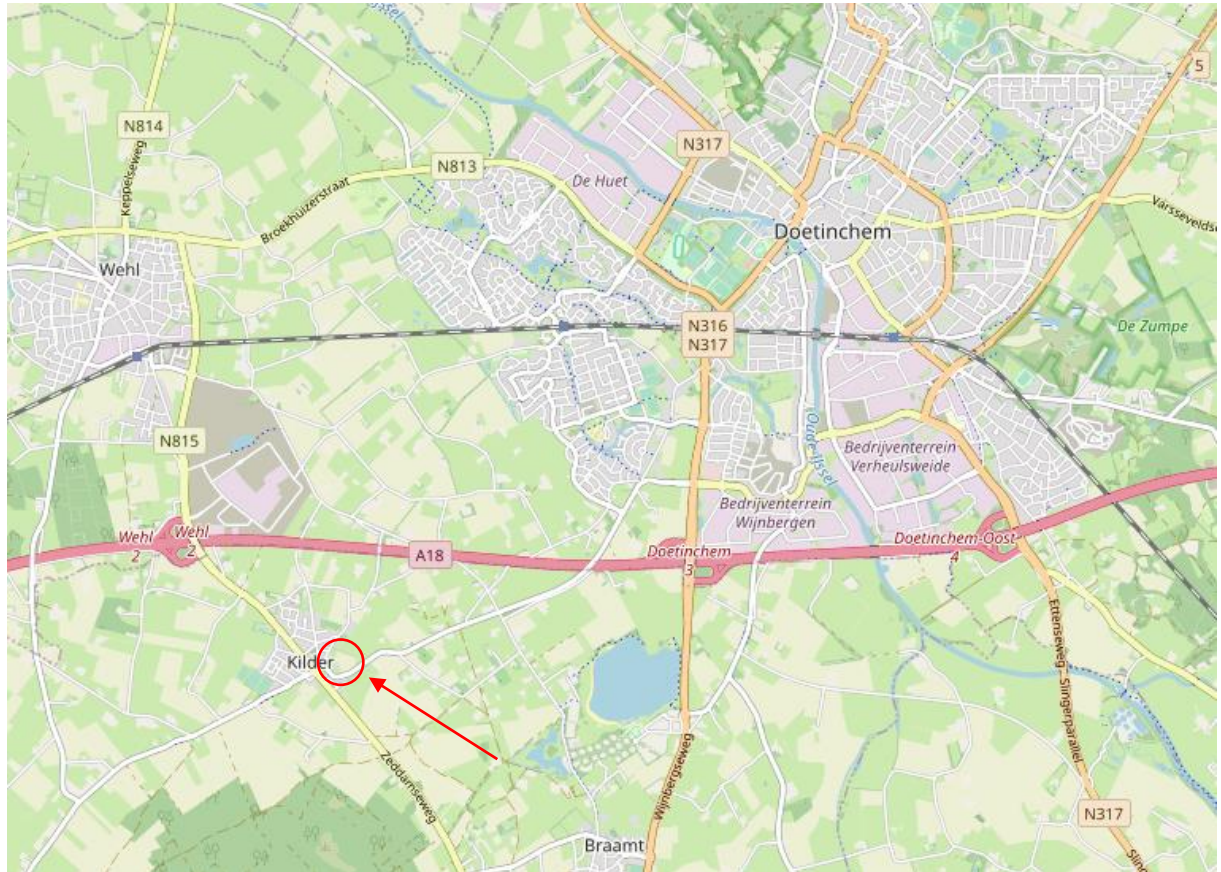 5
N814
Keppelseweg
N813
N317
De Huet
Broekhuizerstraat
Varsseveldse
Doetinchem
Wehl
N316
N317
De Zumpe
N815
Oude-IJssel
Bedrijventerrein
Verheulsweide
Bedrijventerrein
Wijnbergen
Wehl
2
Wehl
2
A18
Doetinchem
3
Doetinchem-Oost
4
Ettenseweg - Slingerparallel
Kilder
Zeddamseweg
Wijnbergseweg
N317
Braamt
Sling